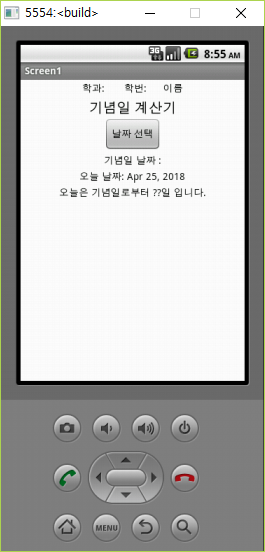 5554:<build>
3G 8:55 AM
Screen1
학과: 학번: 이름
기념일 계산기
날짜 선택
기념일 날짜 :
오늘 날짜: Apr 25, 2018
오늘은 기념일로부터 ??일 입니다.
MENU